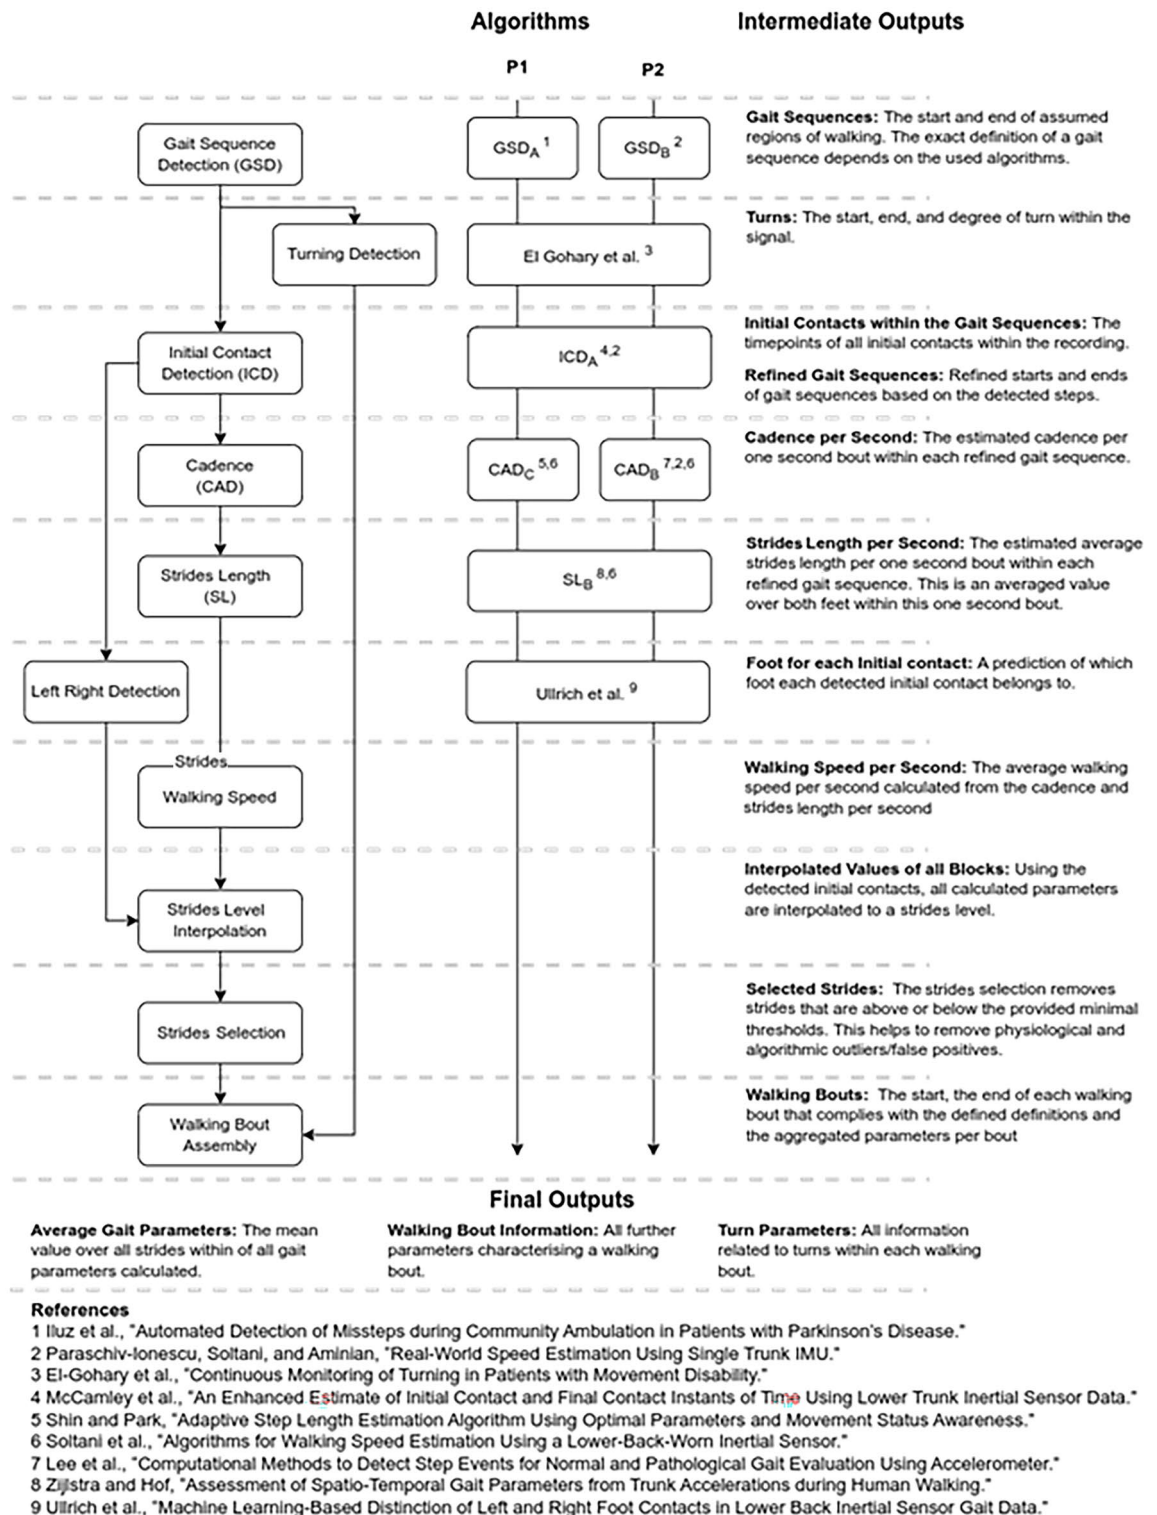 Algorithms
Intermediate Outputs
P1
P2
Gait Sequence
Detection (GSD)
GSDA 1
GSDB 2
Gait Sequences: The start and end of assumed
regions of walking. The exact definition of a gait
sequence depends on the used algorithms.
Turning Detection
El Gohary et al. 3
Turns: The start, end, and degree of turn within the
signal.
Initial Contact
Detection (ICD)
ICDA 4,2
Initial Contacts within the Gait Sequences: The
timepoints of all initial contacts within the recording.
Refined Gait Sequences: Refined starts and ends
of gait sequences based on the detected steps.
Cadence
(CAD)
CADC 5,6
CADB 7,2,6
Cadence per Second: The estimated cadence per
one second bout within each refined gait sequence.
Strides Length
(SL)
SLB 8,6
Strides Length per Second: The estimated average
strides length per one second bout within each
refined gait sequence. This is an averaged value
over both feet within this one second bout.
Left Right Detection
Ullrich et al. 9
Foot for each Initial contact: A prediction of which
foot each detected initial contact belongs to.
Strides
Walking Speed
Walking Speed per Second: The average walking
speed per second calculated from the cadence and
strides length per second
Strides Level
Interpolation
Interpolated Values of all Blocks: Using the
detected initial contacts, all calculated parameters
are interpolated to a strides level.
Strides Selection
Selected Strides: The strides selection removes
strides that are above or below the provided minimal
thresholds. This helps to remove physiological and
algorithmic outliers/false positives.
Walking Bout
Assembly
Walking Bouts: The start, the end of each walking
bout that complies with the defined definitions and
the aggregated parameters per bout
Final Outputs
Average Gait Parameters: The mean
value over all strides within of all gait
parameters calculated.
Walking Bout Information: All further
parameters characterising a walking
bout.
Turn Parameters: All information
related to turns within each walking
bout.
References
1 Iluz et al., "Automated Detection of Missteps during Community Ambulation in Patients with Parkinson's Disease."
2 Paraschiv-Ionescu, Soltani, and Aminian, "Real-World Speed Estimation Using Single Trunk IMU."
3 El-Gohary et al., "Continuous Monitoring of Turning in Patients with Movement Disability."
4 McCamley et al., "An Enhanced Estimate of Initial Contact and Final Contact Instants of Time Using Lower Trunk Inertial Sensor Data."
5 Shin and Park, "Adaptive Step Length Estimation Algorithm Using Optimal Parameters and Movement Status Awareness."
6 Soltani et al., "Algorithms for Walking Speed Estimation Using a Lower-Back-Worn Inertial Sensor."
7 Lee et al., "Computational Methods to Detect Step Events for Normal and Pathological Gait Evaluation Using Accelerometer."
8 Zijlstra and Hof, "Assessment of Spatio-Temporal Gait Parameters from Trunk Accelerations during Human Walking."
9 Ullrich et al., "Machine Learning-Based Distinction of Left and Right Foot Contacts in Lower Back Inertial Sensor Gait Data."